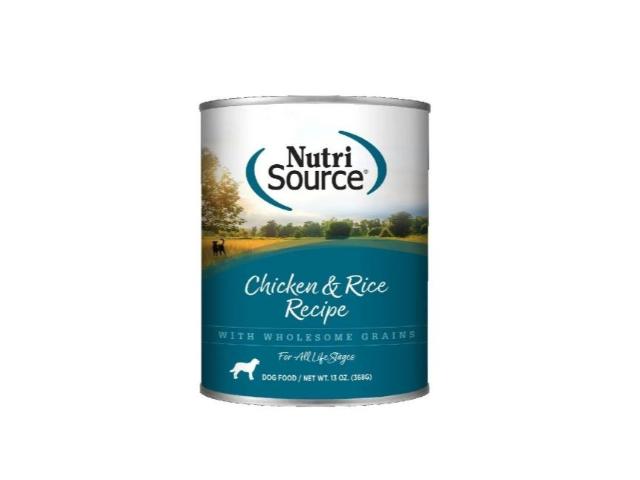 Nutri
Source®
Chicken & Rice
Recipe
WITH WHOLESOME GRAINS
For All Life Stages
DOG FOOD / NET WT. 13 OZ. (368G)